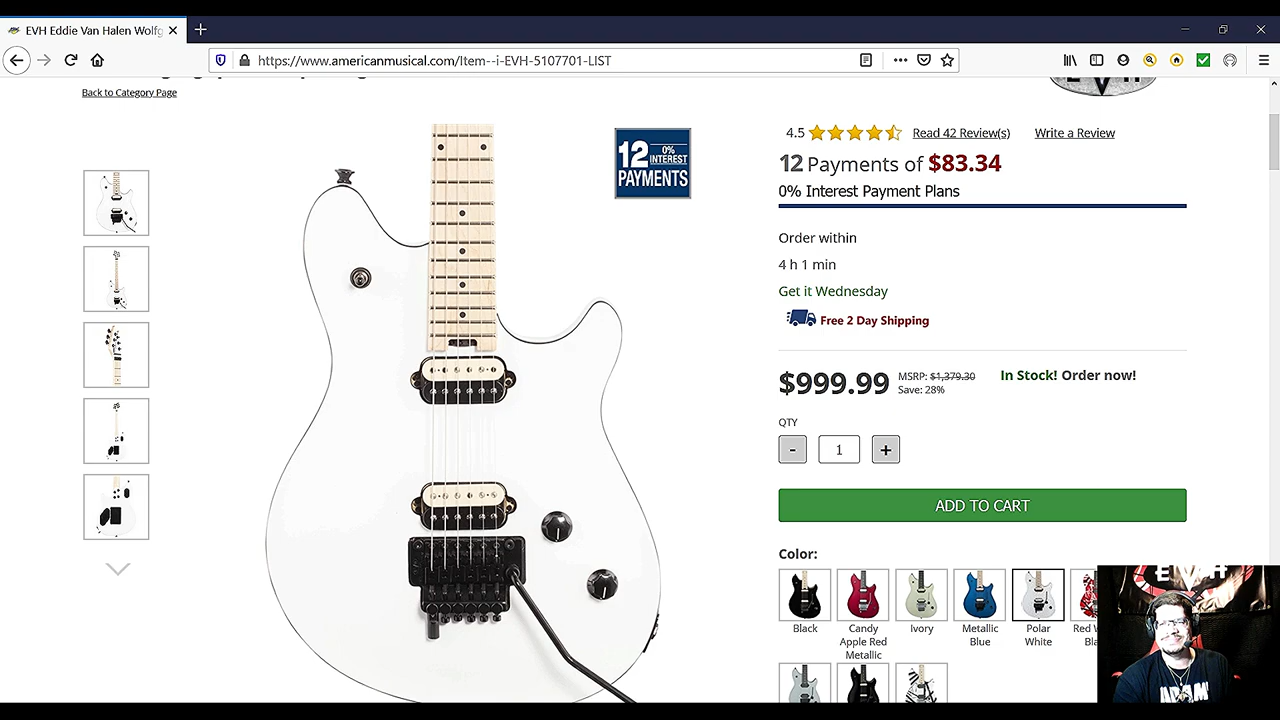 EVH Eddie Van Halen Wolfg
https://www.americanmusical.com/Item--i-EVH-5107701-LIST
Back to Category Page
EVH
12 0% INTEREST PAYMENTS
4.5 Read 42 Review(s) Write a Review
12 Payments of $83.34
0% Interest Payment Plans
Order within
4 h 1 min
Get it Wednesday
Free 2 Day Shipping
$999.99 MSRP: $1,379.30 In Stock! Order now!
Save: 28%
QTY
- 1 +
ADD TO CART
Color:
Black
Candy Apple Red Metallic
Ivory
Metallic Blue
Polar White
Red
EVH